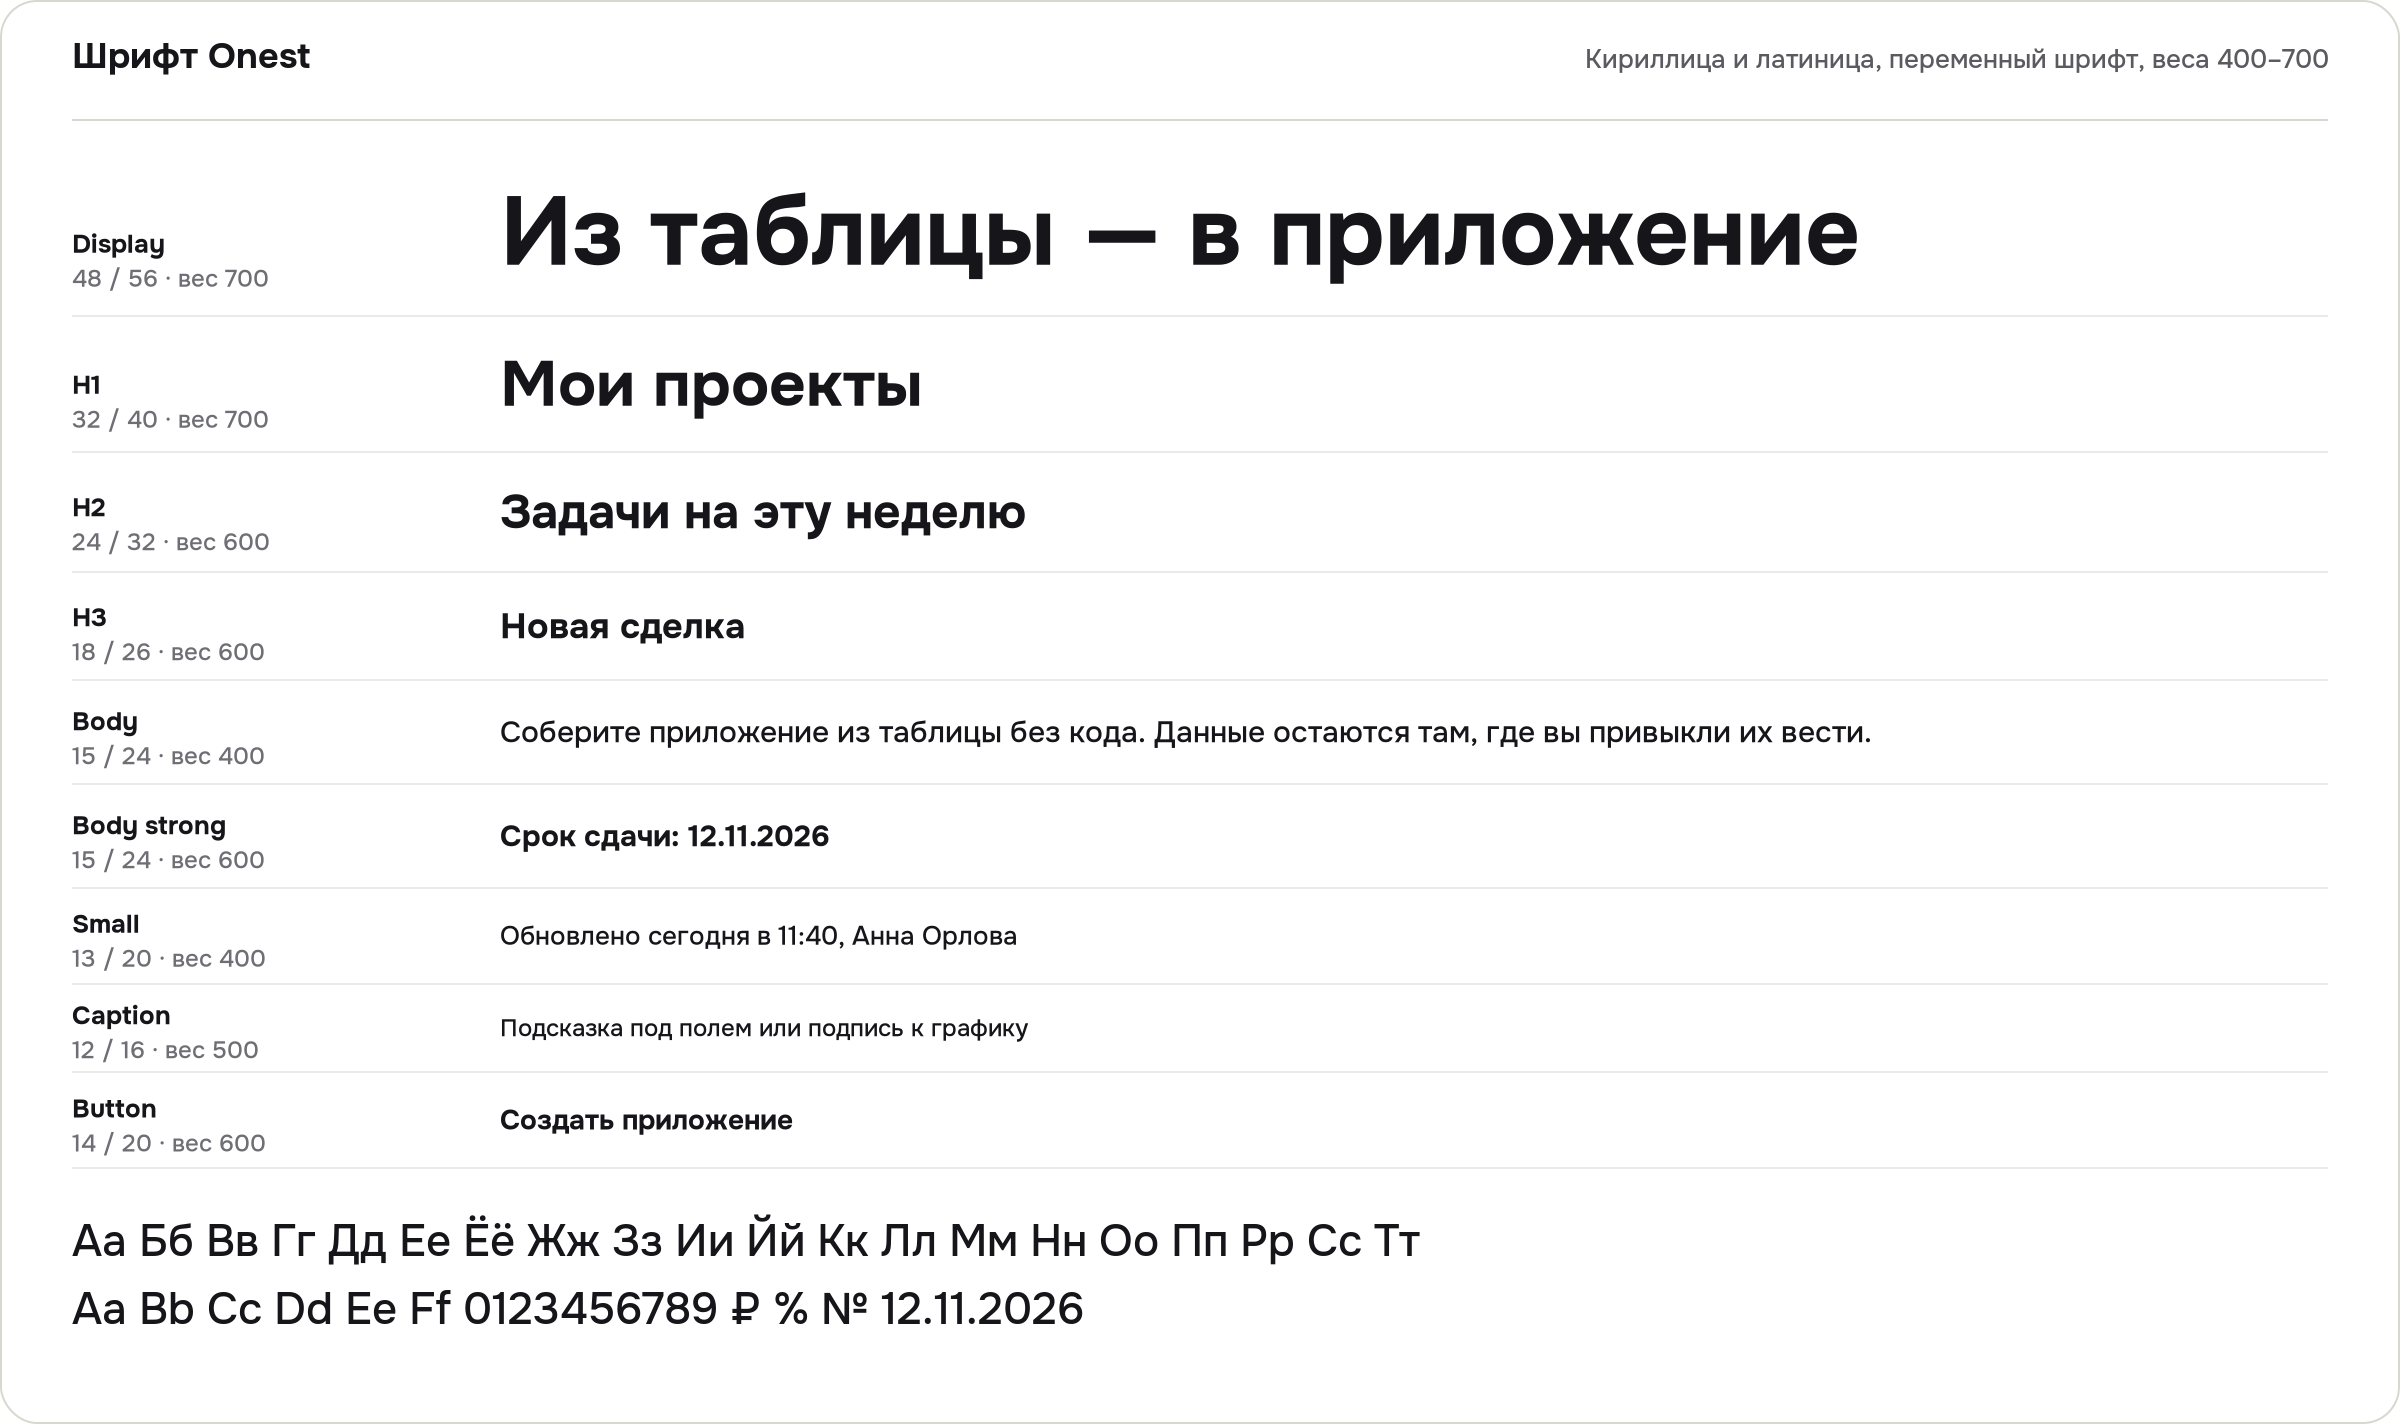 Шрифт Onest
Кириллица и латиница, переменный шрифт, веса 400–700
Display
48 / 56 · вес 700
Из таблицы — в приложение
H1
32 / 40 · вес 700
Мои проекты
H2
24 / 32 · вес 600
Задачи на эту неделю
H3
18 / 26 · вес 600
Новая сделка
Body
15 / 24 · вес 400
Соберите приложение из таблицы без кода. Данные остаются там, где вы привыкли их вести.
Body strong
15 / 24 · вес 600
Срок сдачи: 12.11.2026
Small
13 / 20 · вес 400
Обновлено сегодня в 11:40, Анна Орлова
Caption
12 / 16 · вес 500
Подсказка под полем или подпись к графику
Button
14 / 20 · вес 600
Создать приложение
Аа Бб Вв Гг Дд Ее Ёё Жж Зз Ии Йй Кк Лл Мм Нн Оо Пп Рр Сс Тт
Aa Bb Cc Dd Ee Ff 0123456789 ₽ % № 12.11.2026